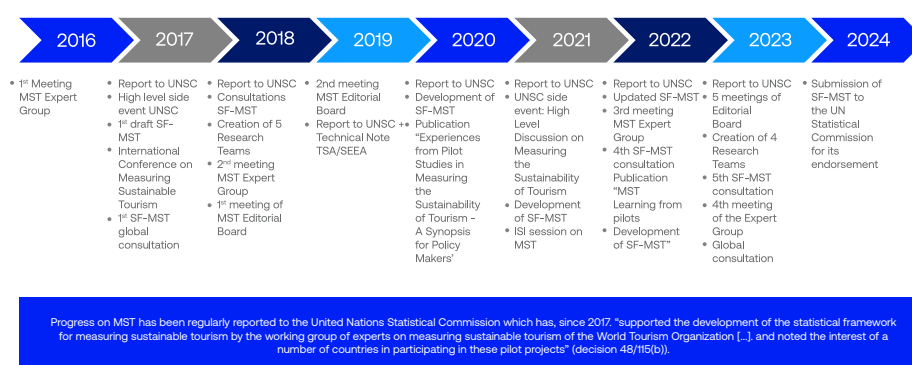 2016
2017
2018
2019
2020
2021
2022
2023
2024
• 1st Meeting
MST Expert
Group
• Report to UNSC
• High level side
event UNSC
• 1st draft SF-
MST
• International
Conference on
Measuring
Sustainable
Tourism
• 1st SF-MST
global
consultation
• Report to UNSC
• Consultations
SF-MST
• Creation of 5
Research
Teams
• 2nd meeting
MST Expert
Group
• 1st meeting of
MST Editorial
Board
• 2nd meeting
MST Editorial
Board
• Report to UNSC +
Technical Note
TSA/SEEA
• Report to UNSC
• Development of
SF-MST
• Publication
“Experiences
from Pilot
Studies in
Measuring
the
Sustainability
of Tourism -
A Synopsis
for Policy
Makers’
• Report to UNSC
• UNSC side
event: High
Level
Discussion on
Measuring
the
Sustainability
of Tourism
• Development
of SF-MST
• ISI session on
MST
• Report to UNSC
• Updated SF-MST
• 3rd meeting
MST Expert
Group
• 4th SF-MST
consultation
Publication
“MST
Learning from
pilots
• Development
of SF-MST”
• Report to UNSC
• 5 meetings of
Editorial
Board
• Creation of 4
Research
Teams
• 5th SF-MST
consultation
• 4th meeting
of the Expert
Group
• Global
consultation
• Submission of
SF-MST to
the UN
Statistical
Commission
for its
endorsement
Progress on MST has been regularly reported to the United Nations Statistical Commission which has, since 2017. “supported the development of the statistical framework
for measuring sustainable tourism by the working group of experts on measuring sustainable tourism of the World Tourism Organization [...]. and noted the interest of a
number of countries in participating in these pilot projects” (decision 48/115(b)).